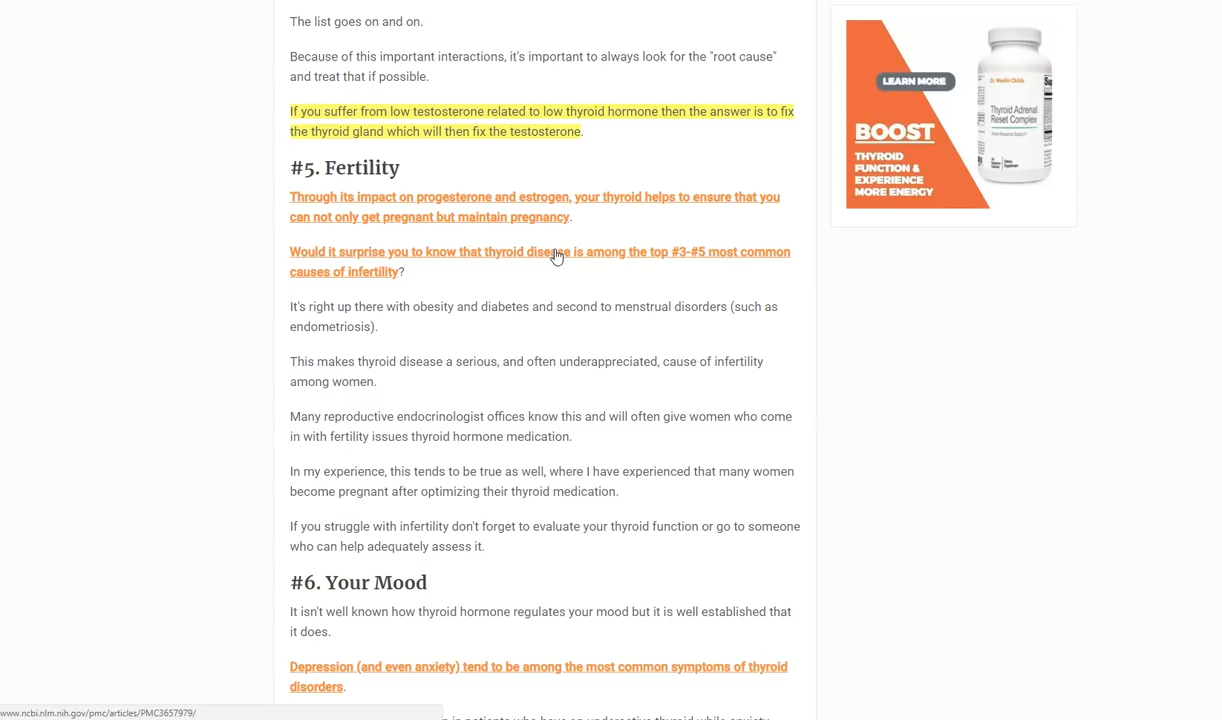 The list goes on and on.
Because of this important interactions, it's important to always look for the "root cause"
and treat that if possible.
If you suffer from low testosterone related to low thyroid hormone then the answer is to fix
the thyroid gland which will then fix the testosterone.
#5. Fertility
Through its impact on progesterone and estrogen, your thyroid helps to ensure that you
can not only get pregnant but maintain pregnancy.
Would it surprise you to know that thyroid disease is among the top #3-#5 most common
causes of infertility?
It's right up there with obesity and diabetes and second to menstrual disorders (such as
endometriosis).
This makes thyroid disease a serious, and often underappreciated, cause of infertility
among women.
Many reproductive endocrinologist offices know this and will often give women who come
in with fertility issues thyroid hormone medication.
In my experience, this tends to be true as well, where I have experienced that many women
become pregnant after optimizing their thyroid medication.
If you struggle with infertility don't forget to evaluate your thyroid function or go to someone
who can help adequately assess it.
#6. Your Mood
It isn't well known how thyroid hormone regulates your mood but it is well established that
it does.
Depression (and even anxiety) tend to be among the most common symptoms of thyroid
disorders.
in patients who have an underactive thyroid while anxiety
www.ncbi.nlm.nih.gov/pmc/articles/PMC3657979/
LEARN MORE
BOOST
THYROID
FUNCTION &
EXPERIENCE
MORE ENERGY
Dr. Westin Childs
Thyroid Adrenal
Reset Complex